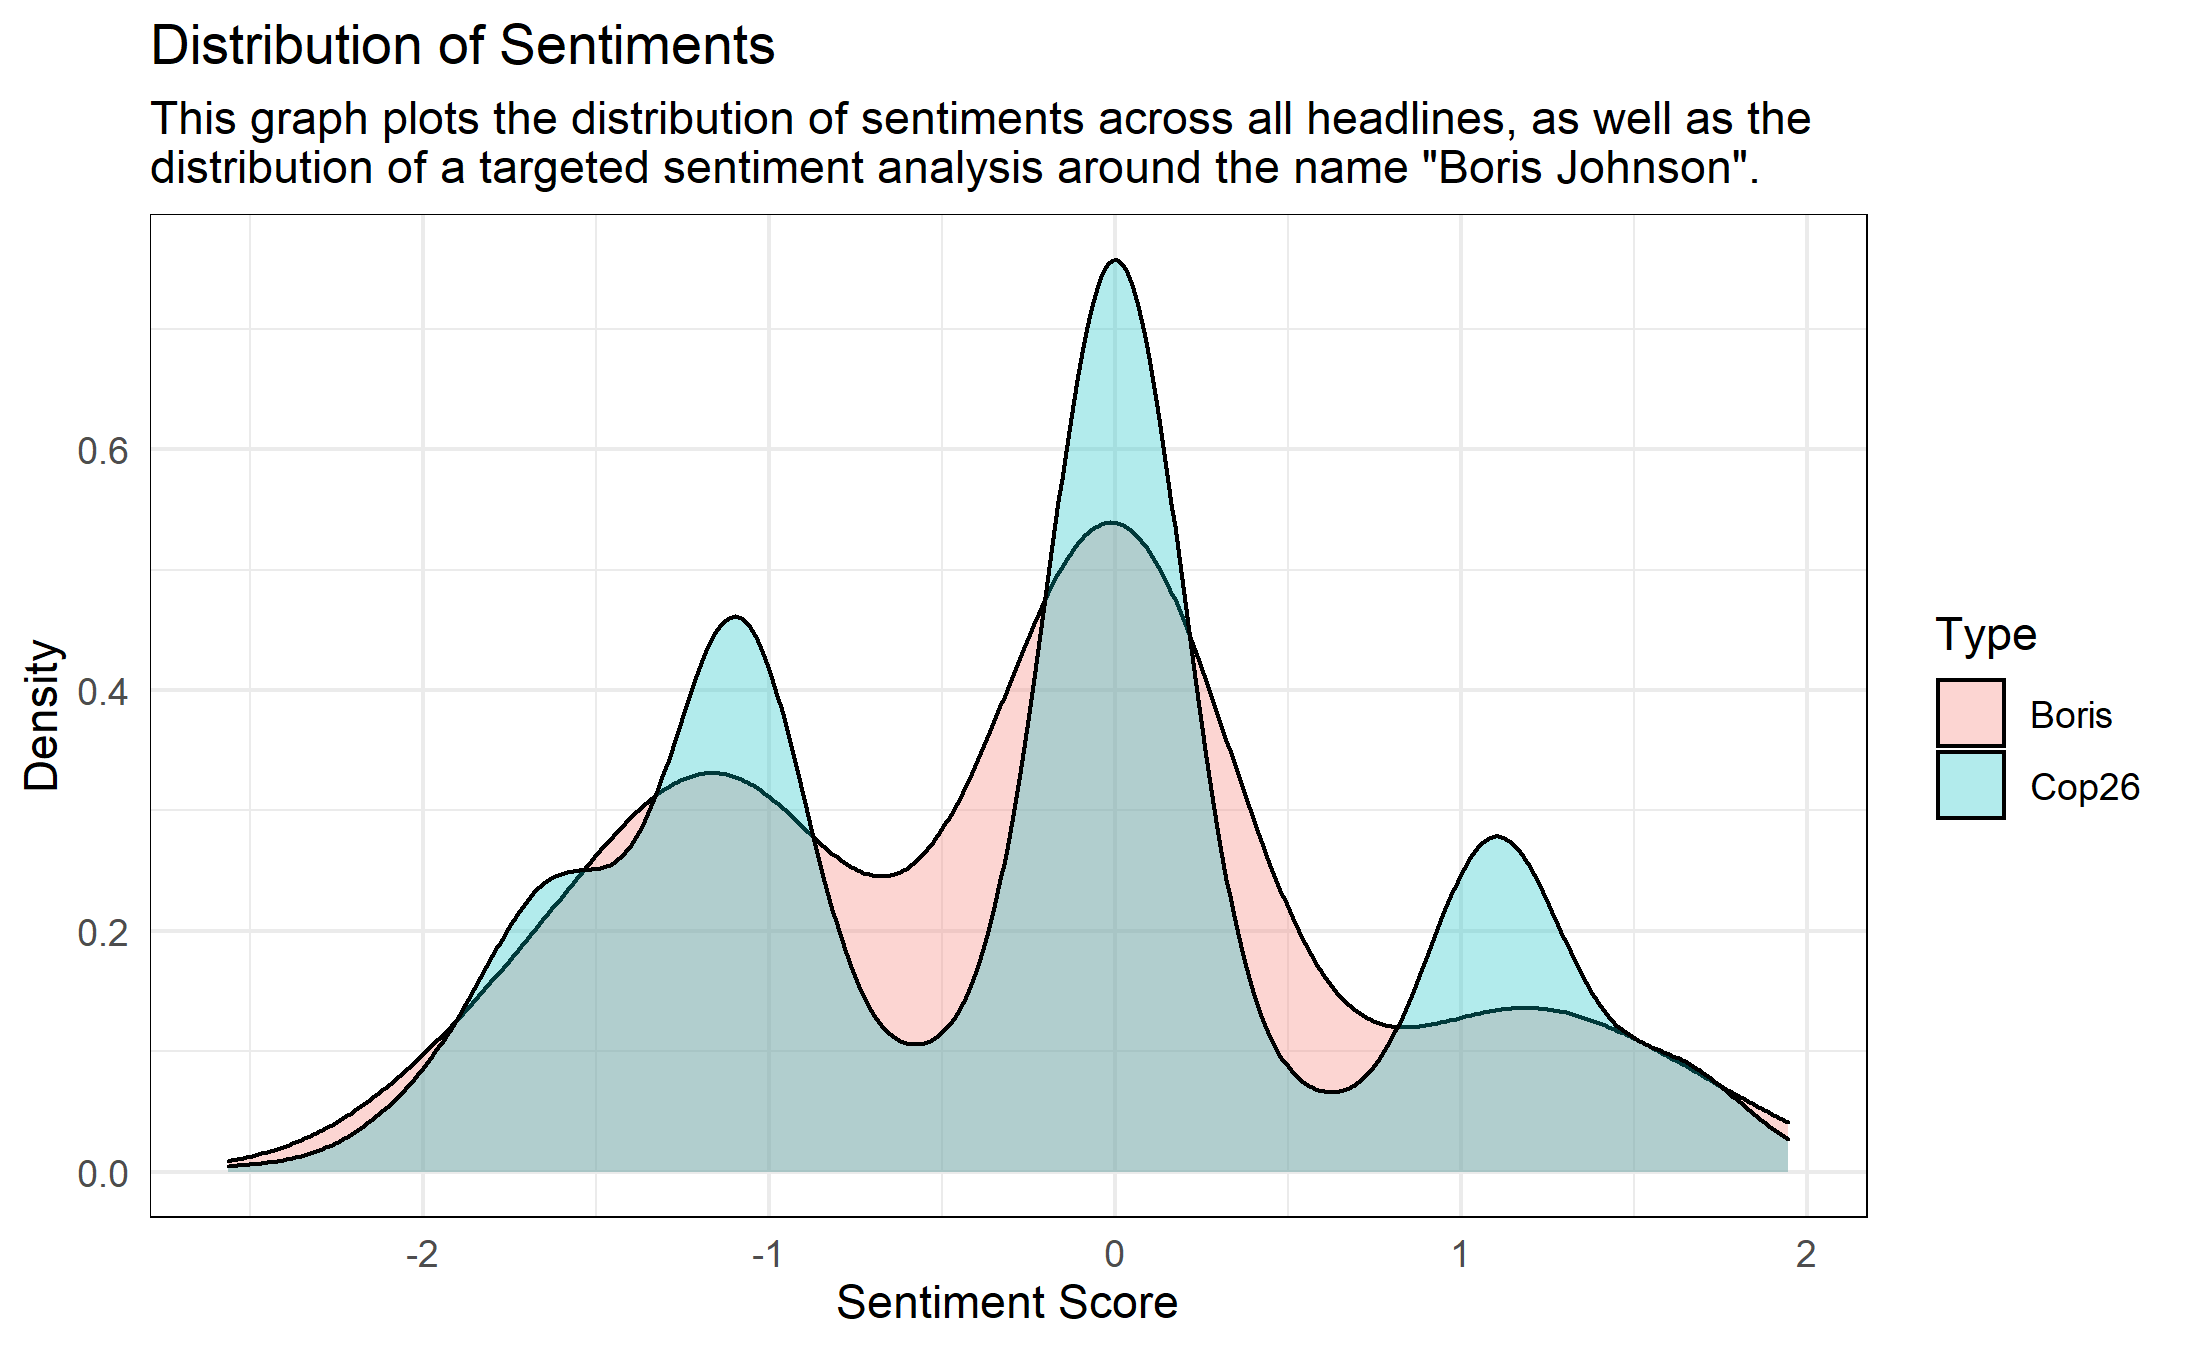 Distribution of Sentiments
This graph plots the distribution of sentiments across all headlines, as well as the
distribution of a targeted sentiment analysis around the name "Boris Johnson".
Density
0.6
0.4
0.2
0.0
-2
-1
0
1
2
Sentiment Score
Type
Boris
Cop26